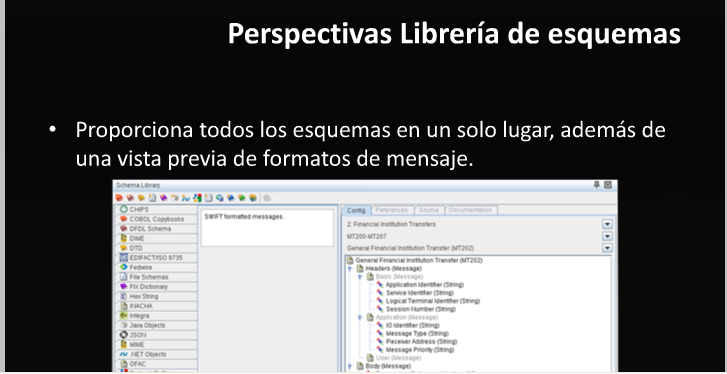 Perspectivas Librería de esquemas
• Proporciona todos los esquemas en un solo lugar, además de
una vista previa de formatos de mensaje.
Schema Library
CHIPS
COBOL Copybooks
DFDL Schema
DIME
DTD
EDIFACT/ISO 9735
Fedwire
File Schemas
FIX Dictionary
Hex String
INACHA
Integra
Java Objects
JSON
MIME
.NET Objects
OFAC
SWIFT formatted messages.
Config References Source Documentation
2: Financial Institution Transfers
MT200-MT207
General Financial Institution Transfer (MT202)
General Financial Institution Transfer (MT202)
Headers (Message)
Basic (Message)
Application Identifier (String)
Service Identifier (String)
Logical Terminal Identifier (String)
Session Number (String)
Application (Message)
ID Identifier (String)
Message Type (String)
Receiver Address (String)
Message Priority (String)
User (Message)
Body (Message)